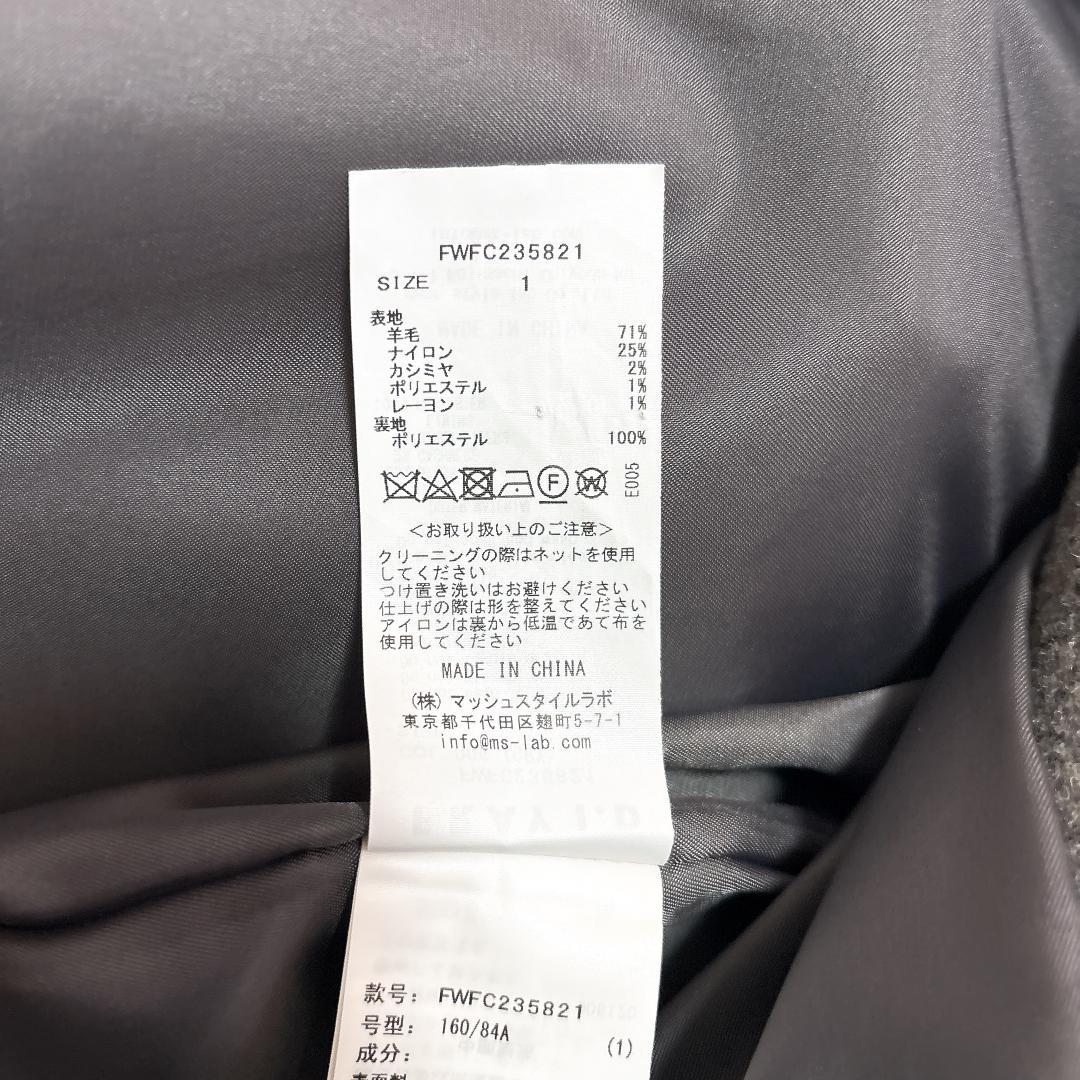 FWFC235821
SIZE 1
表地
羊毛 71%
ナイロン 25%
カシミヤ 2%
ポリエステル 1%
レーヨン 1%
裏地
ポリエステル 100%
F W E005
<お取り扱い上のご注意>
クリーニングの際はネットを使用
してください
つけ置き洗いはお避けください
仕上げの際は形を整えてください
アイロンは裏から低温であて布を
使用してください
MADE IN CHINA
(株)マッシュスタイルラボ
東京都千代田区麹町5-7-1
info@ms-lab.com
款号: FWFC235821
号型: 160/84A
成分: (1)